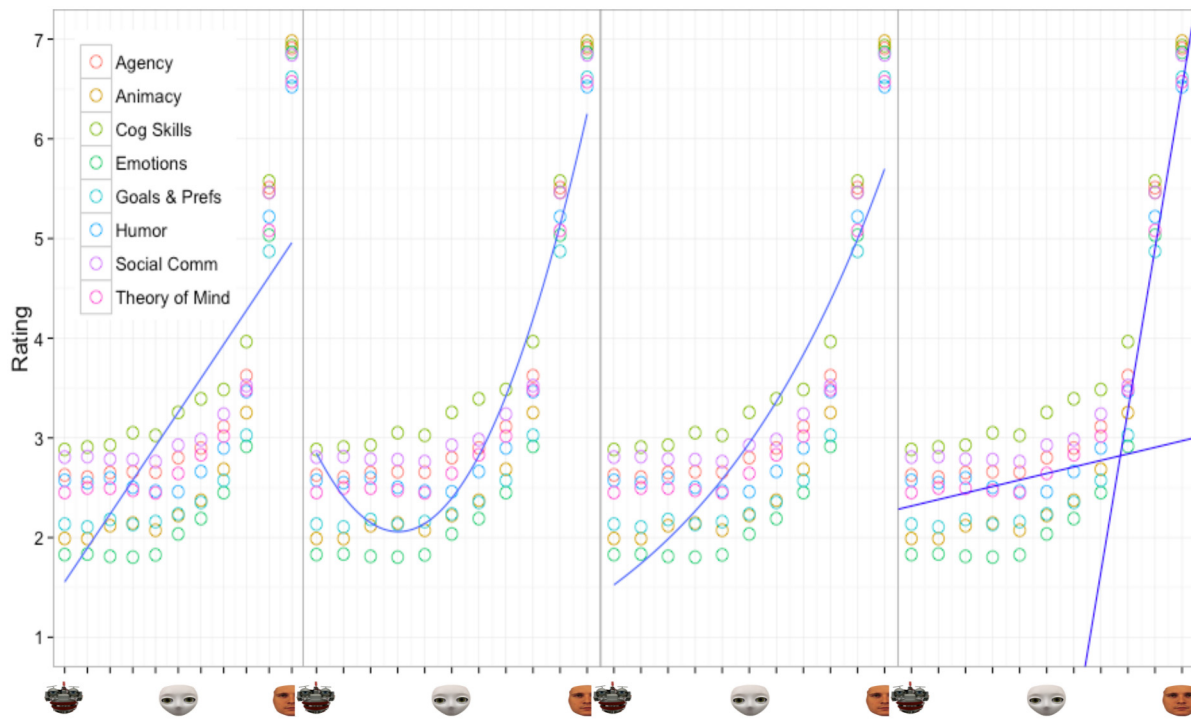 7
6
5
4
3
2
1
Rating
Agency
Animacy
Cog Skills
Emotions
Goals & Prefs
Humor
Social Comm
Theory of Mind